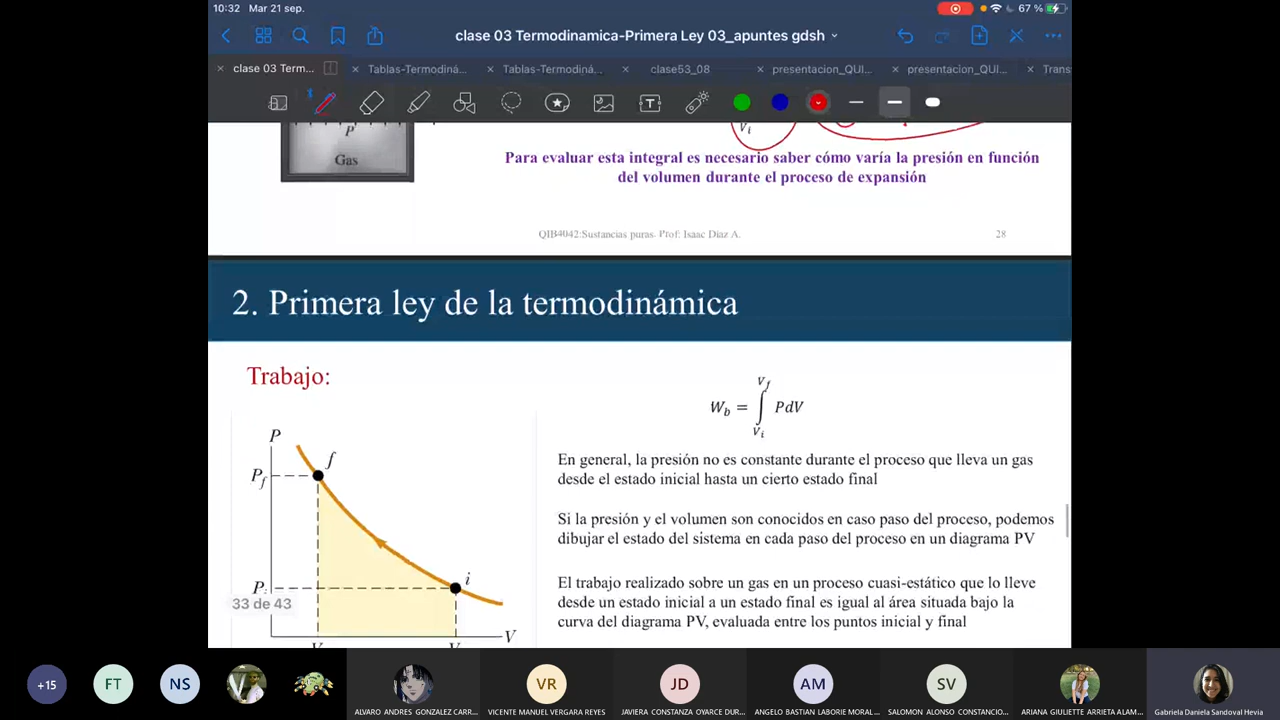 10:32 Mar 21 sep.
67 %
clase 03 Termodinamica-Primera Ley 03_apuntes gdsh
clase 03 Term...
Tablas-Termodiná...
Tablas-Termodiná...
clase53_08
presentacion_QUI...
presentacion_QUI...
Trans
P
Gas
Vi
Para evaluar esta integral es necesario saber cómo varía la presión en función
del volumen durante el proceso de expansión
QIB4042:Sustancias puras. Prof: Isaac Díaz A.
28
2. Primera ley de la termodinámica
Trabajo:
W_b = ∫_{V_i}^{V_f} PdV
P
f
P_f
i
P_i
V
33 de 43
En general, la presión no es constante durante el proceso que lleva un gas
desde el estado inicial hasta un cierto estado final
Si la presión y el volumen son conocidos en caso paso del proceso, podemos
dibujar el estado del sistema en cada paso del proceso en un diagrama PV
El trabajo realizado sobre un gas en un proceso cuasi-estático que lo lleve
desde un estado inicial a un estado final es igual al área situada bajo la
curva del diagrama PV, evaluada entre los puntos inicial y final
+15
FT
NS
VR
JD
AM
SV
ALVARO ANDRES GONZALEZ CARR...
VICENTE MANUEL VERGARA REYES
JAVIERA CONSTANZA OYARCE DUR...
ANGELO BASTIAN LABORIE MORAL...
SALOMON ALONSO CONSTANCIO...
ARIANA GIULIETTE ARRIETA ALAM...
Gabriela Daniela Sandoval Hevia